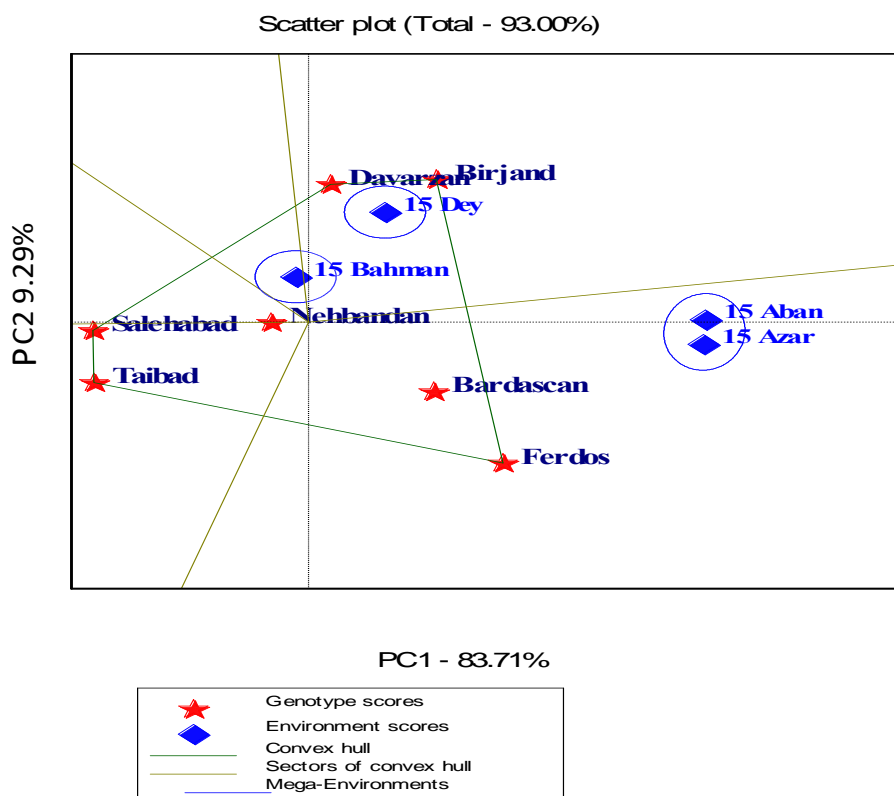 Scatter plot (Total - 93.00%)
Davarzan
Birjand
15 Dey
15 Bahman
Salehabad
Nehbandan
15 Aban
15 Azar
Taibad
Bardascan
Ferdos
PC2 9.29%
PC1 - 83.71%
Genotype scores
Environment scores
Convex hull
Sectors of convex hull
Mega-Environments